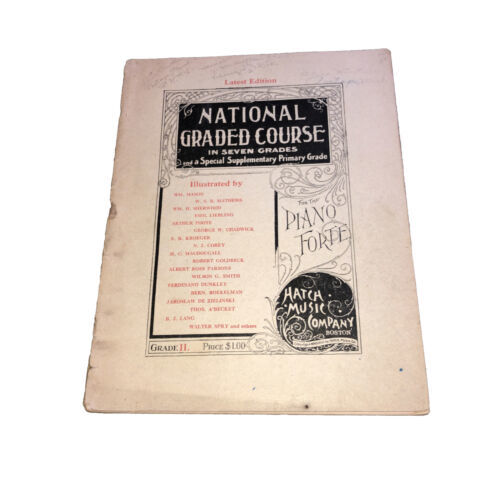 Latest Edition
NATIONAL
GRADED COURSE
IN SEVEN GRADES
and a Special Supplementary Primary Grade
Illustrated by
WM. MASON
W. S. B. MATHEWS
WM. H. SHERWOOD
EMIL LIEBLING
ARTHUR FOOTE
GEORGE W. CHADWICK
E. R. KROEGER
N. J. COREY
H. C. MACDOUGALL
ROBERT GOLDBECK
ALBERT ROSS PARSONS
WILSON G. SMITH
FERDINAND DUNKLEY
BERN. BOEKELMAN
JAROSLAW DE ZIELINSKI
THOS. A'BECKET
B. J. LANG
WALTER SPRY and others
FOR THE
PIANO
FORTE
HATCH
MUSIC
COMPANY
BOSTON
GRADE II. PRICE $1.00